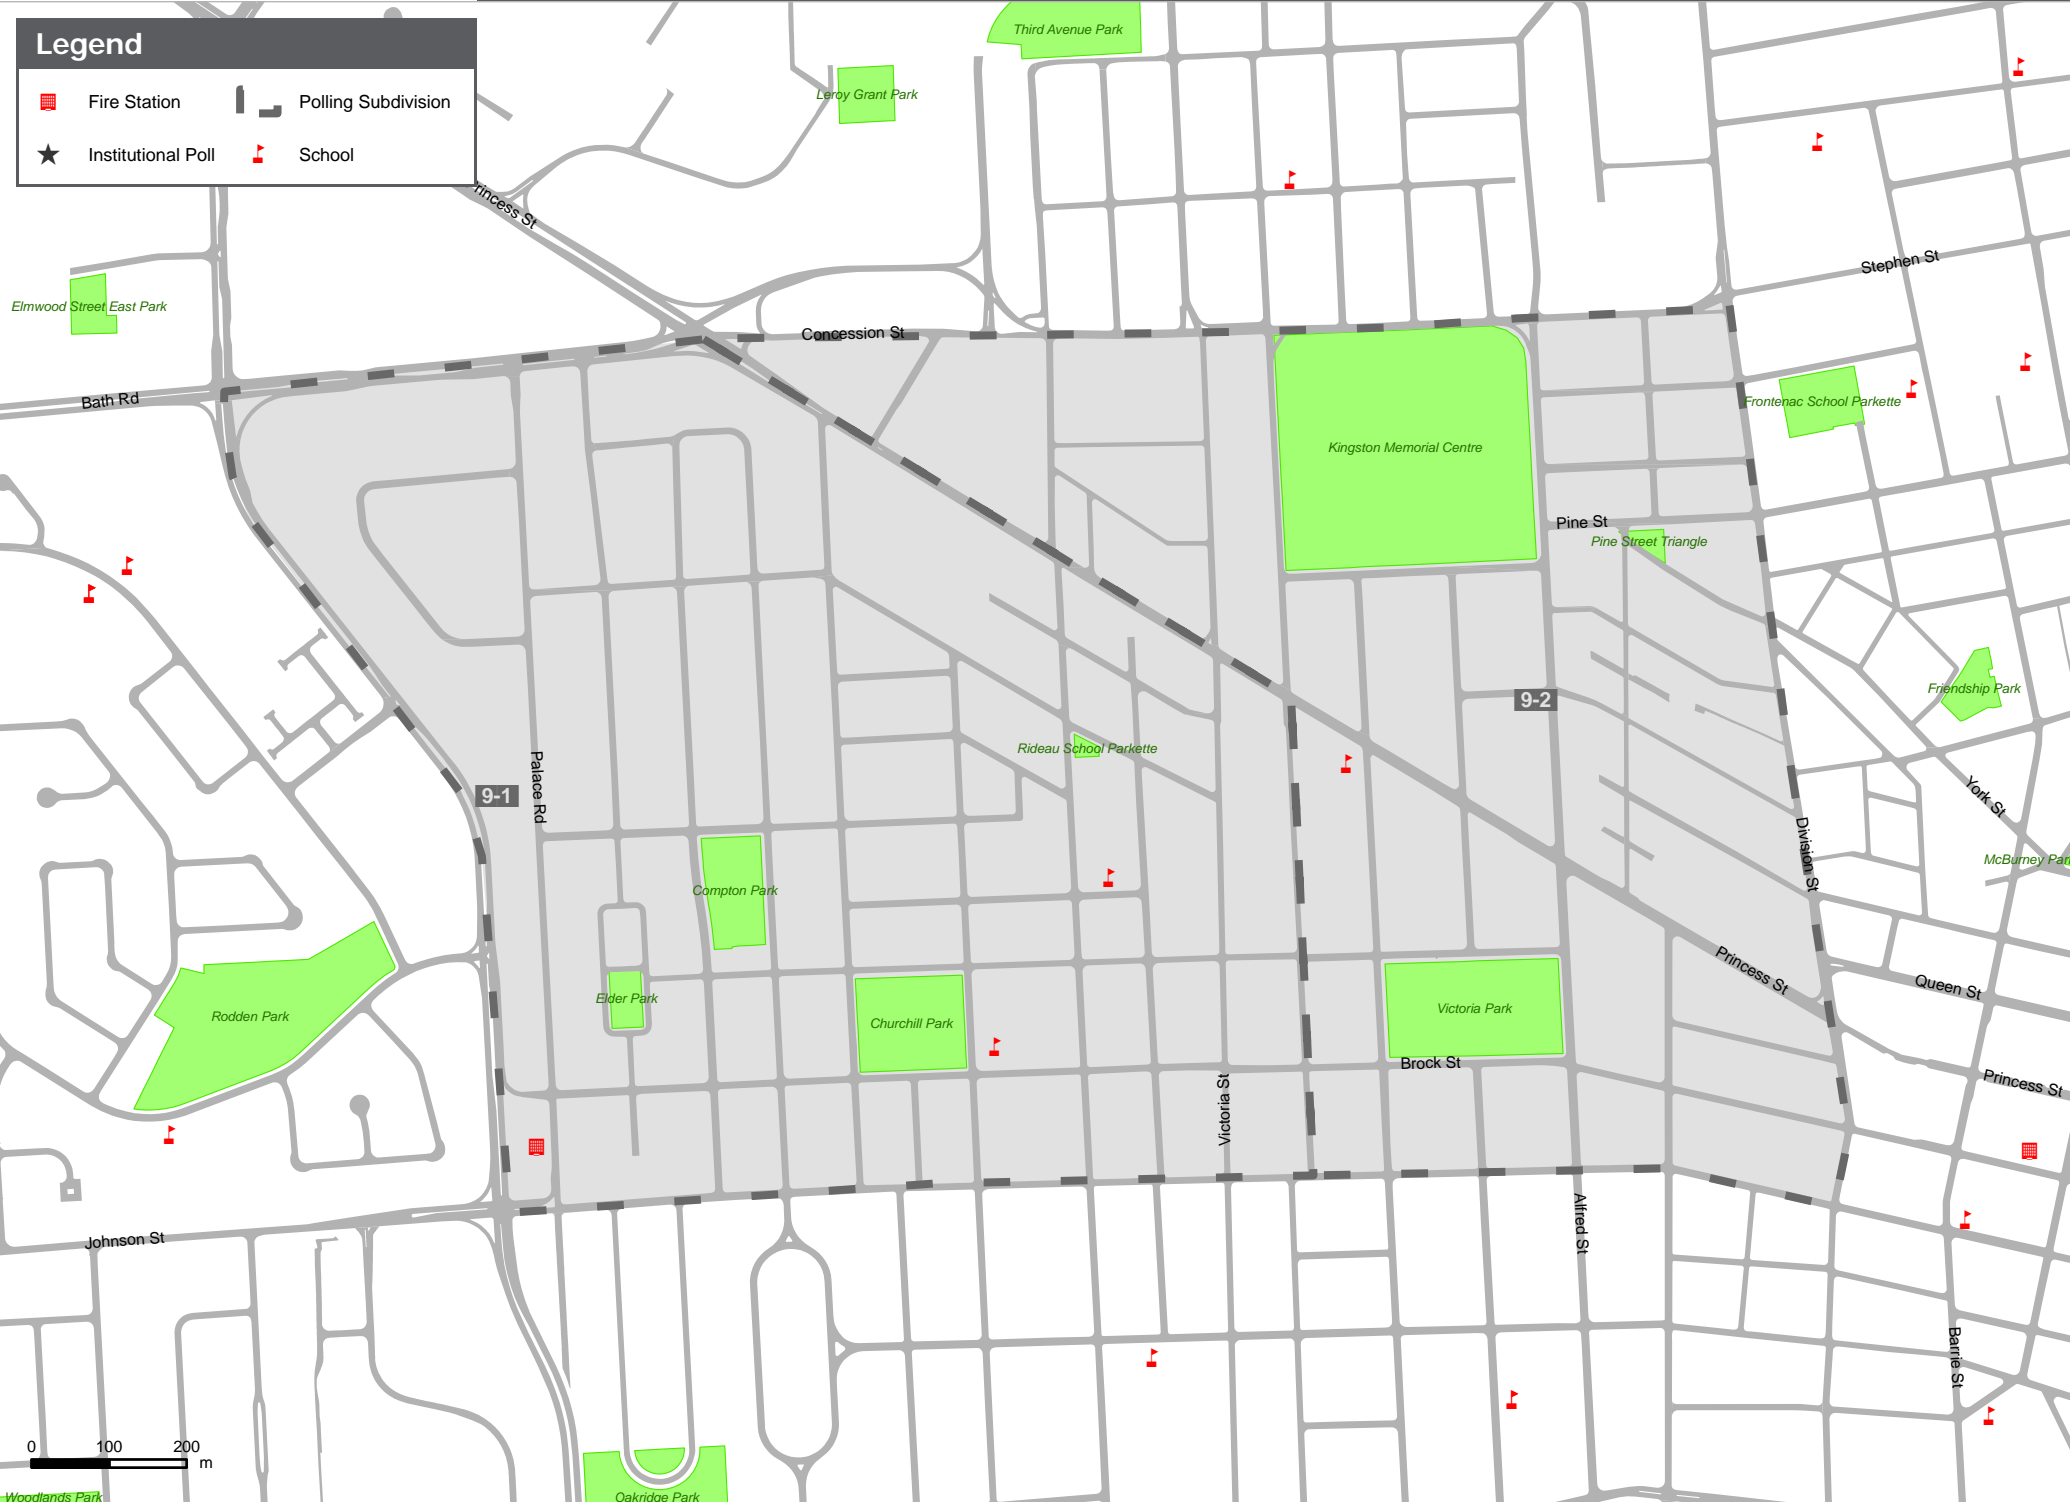 Third Avenue Park
Legend
Fire Station
Polling Subdivision
Institutional Poll
School
Leroy Grant Park
Princess St
Stephen St
Elmwood Street East Park
Concession St
Bath Rd
Frontenac School Parkette
Kingston Memorial Centre
Pine St
Pine Street Triangle
Friendship Park
9-2
Rideau School Parkette
Palace Rd
9-1
York St
Division St
McBurney Par
Compton Park
Princess St
Queen St
Elder Park
Rodden Park
Churchill Park
Victoria Park
Brock St
Princess St
Victoria St
Alfred St
Johnson St
Barrie St
0 100 200
m
Woodlands Park
Oakridge Park